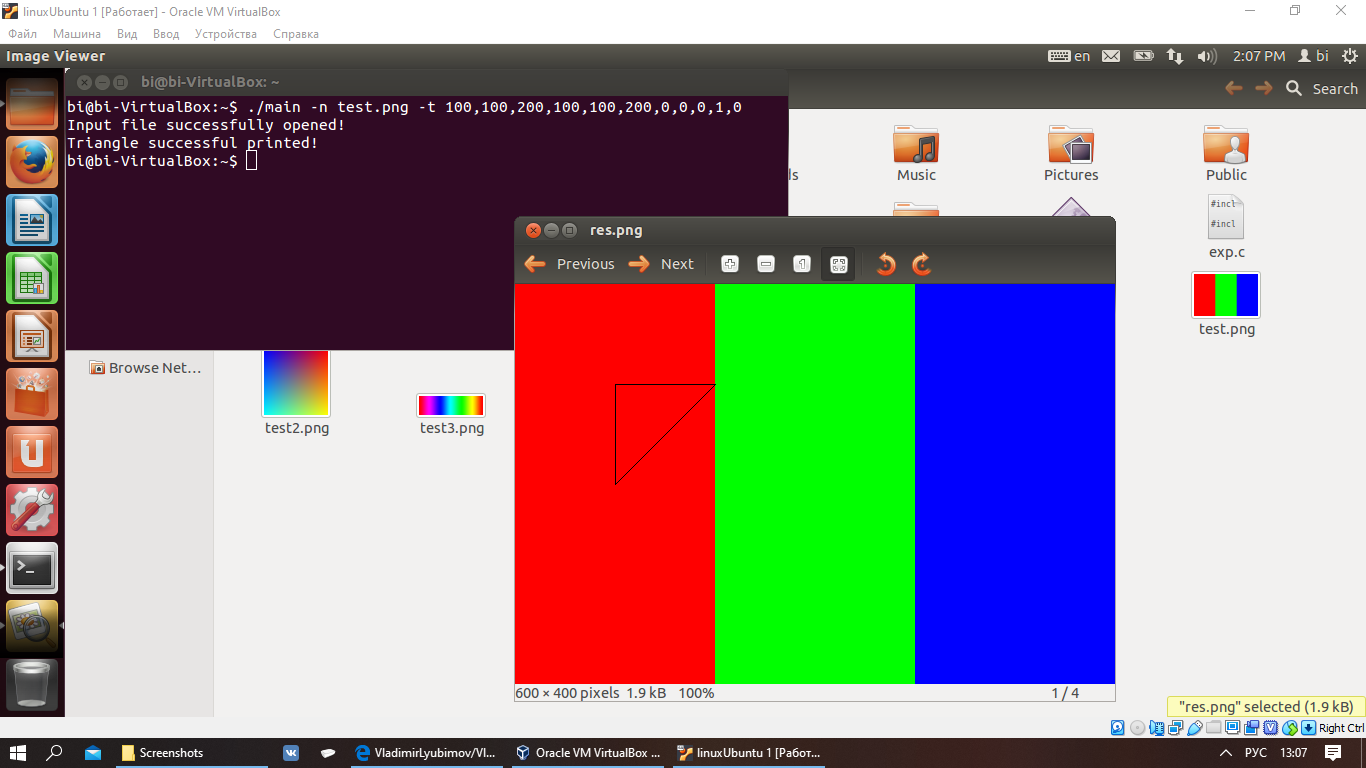 linuxUbuntu 1 [Работает] - Oracle VM VirtualBox
Файл Машина Вид Ввод Устройства Справка
Image Viewer en 2:07 PM bi
bi@bi-VirtualBox: ~
Search
bi@bi-VirtualBox:~$ ./main -n test.png -t 100,100,200,100,100,200,0,0,0,1,0
Input file successfully opened!
Triangle successful printed!
bi@bi-VirtualBox:~$
ls Music Pictures Public
#incl
#incl
exp.c
res.png
Previous Next
test.png
Browse Net...
test2.png test3.png
600 × 400 pixels 1.9 kB 100% 1 / 4
"res.png" selected (1.9 kB)
Right Ctrl
Screenshots VladimirLyubimov/Vl... Oracle VM VirtualBox ... linuxUbuntu 1 [Работ... РУС 13:07